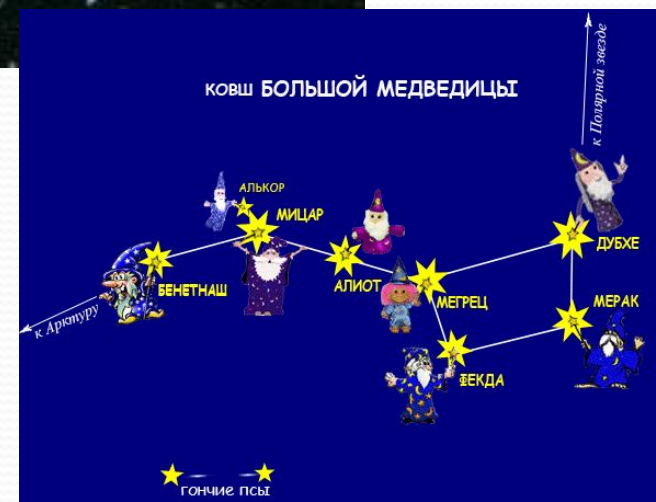 КОВШ БОЛЬШОЙ МЕДВЕДИЦЫ
к Полярной звезде
АЛЬКОР
МИЦАР
ДУБХЕ
БЕНЕТНАШ
АЛИОТ
МЕГРЕЦ
МЕРАК
к Арктуру
ФЕКДА
ГОНЧИЕ ПСЫ